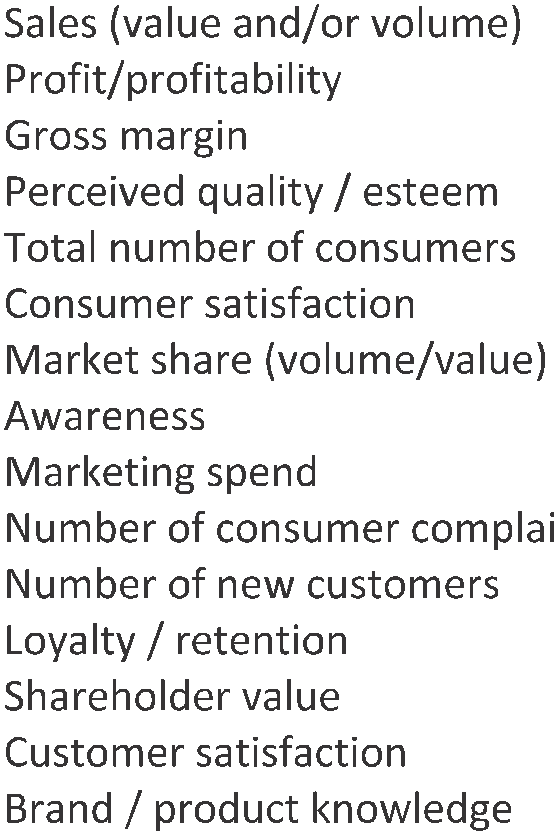 Sales (value and/or volume)
Profit/profitability
Gross margin
Perceived quality / esteem
Total number of consumers
Consumer satisfaction
Market share (volume/value)
Awareness
Marketing spend
Number of consumer complai
Number of new customers
Loyalty / retention
Shareholder value
Customer satisfaction
Brand / product knowledge